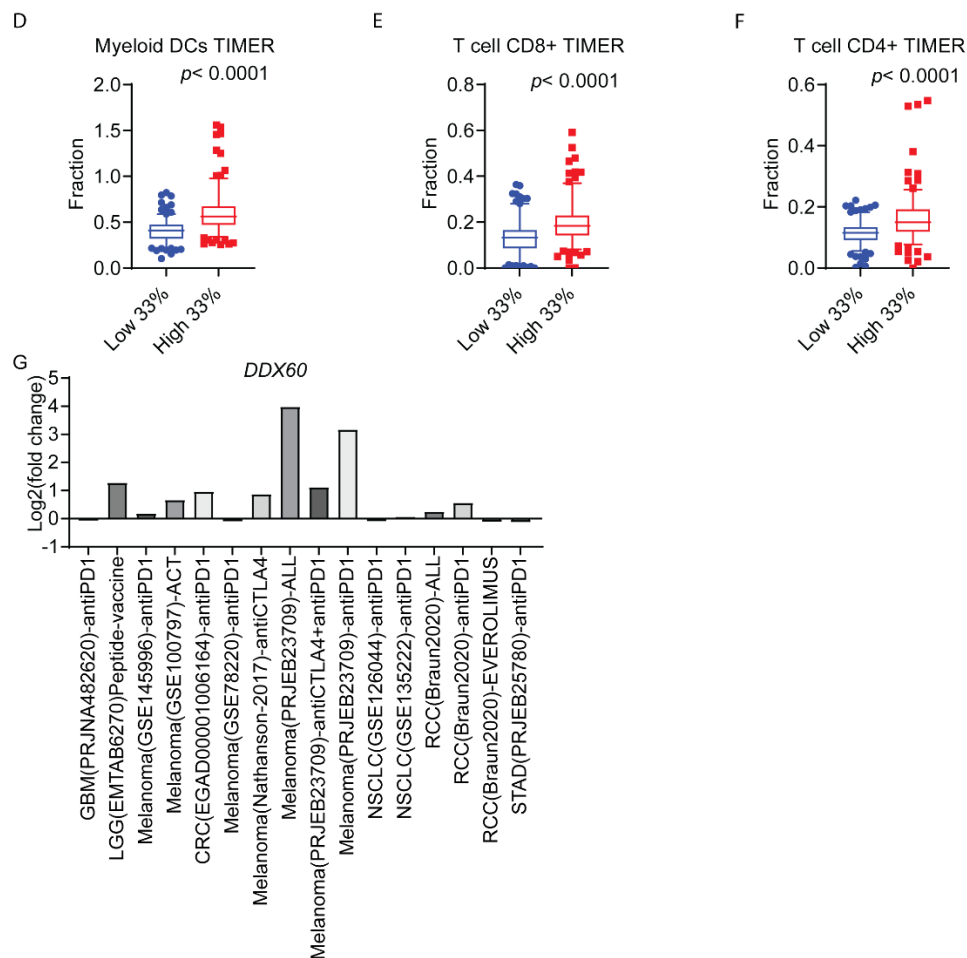 D
Myeloid DCs TIMER
p< 0.0001
Fraction
2.0
1.5
1.0
0.5
0.0
Low 33%
High 33%
E
T cell CD8+ TIMER
p< 0.0001
Fraction
0.8
0.6
0.4
0.2
0.0
Low 33%
High 33%
F
T cell CD4+ TIMER
p< 0.0001
Fraction
0.6
0.4
0.2
0.0
Low 33%
High 33%
G
DDX60
Log2(fold change)
5
4
3
2
1
0
-1
GBM(PRJNA482620)-antiPD1
LGG(EMTAB6270)Peptide-vaccine
Melanoma(GSE145996)-antiPD1
Melanoma(GSE100797)-ACT
CRC(EGAD00001006164)-antiPD1
Melanoma(GSE78220)-antiPD1
Melanoma(Nathanson-2017)-antiCTLA4
Melanoma(PRJEB23709)-ALL
Melanoma(PRJEB23709)-antiCTLA4+antiPD1
Melanoma(PRJEB23709)-antiPD1
NSCLC(GSE126044)-antiPD1
NSCLC(GSE135222)-antiPD1
RCC(Braun2020)-ALL
RCC(Braun2020)-antiPD1
RCC(Braun2020)-EVEROLIMUS
STAD(PRJEB25780)-antiPD1